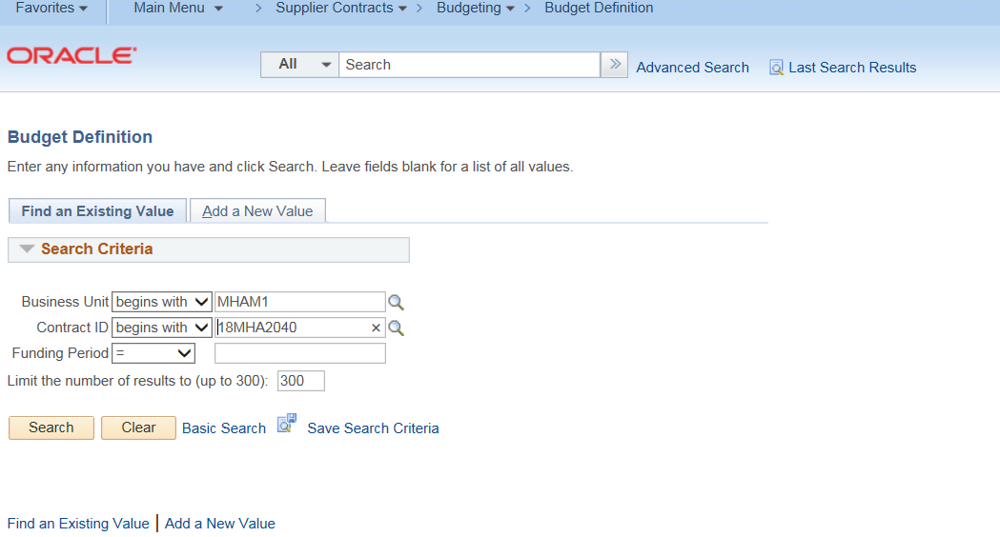 Favorites Main Menu > Supplier Contracts > Budgeting > Budget Definition
ORACLE
All Search » Advanced Search Last Search Results
Budget Definition
Enter any information you have and click Search. Leave fields blank for a list of all values.
Find an Existing Value Add a New Value
Search Criteria
Business Unit begins with MHAM1
Contract ID begins with 18MHA2040 ×
Funding Period =
Limit the number of results to (up to 300): 300
Search Clear Basic Search Save Search Criteria
Find an Existing Value | Add a New Value